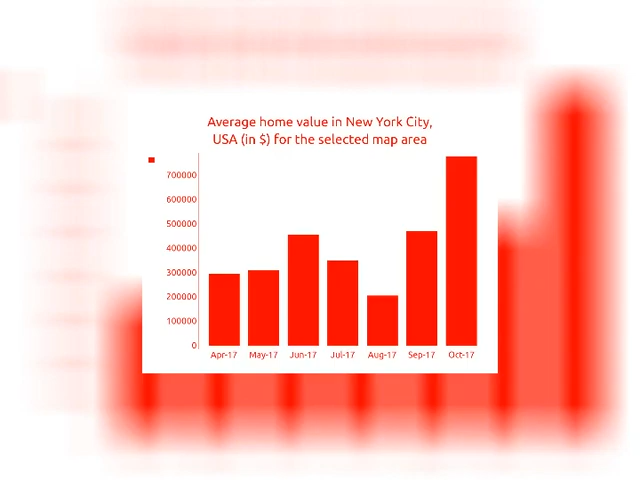 Average home value in New York City,
USA (in $) for the selected map area
700000
600000
500000
400000
300000
200000
100000
0
Apr-17 May-17 Jun-17 Jul-17 Aug-17 Sep-17 Oct-17